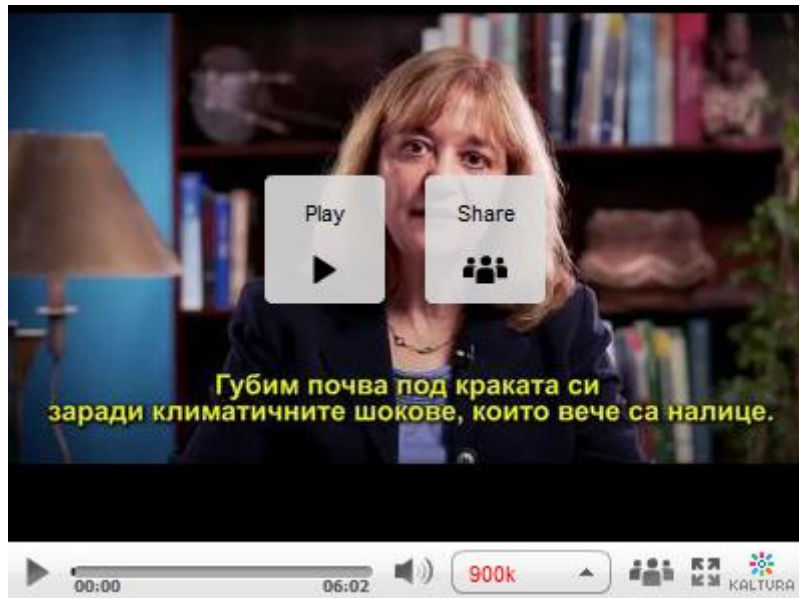 Play
Share
Губим почва под краката си
заради климатичните шокове, които вече са налице.
00:00
06:02
900k
KALTURA